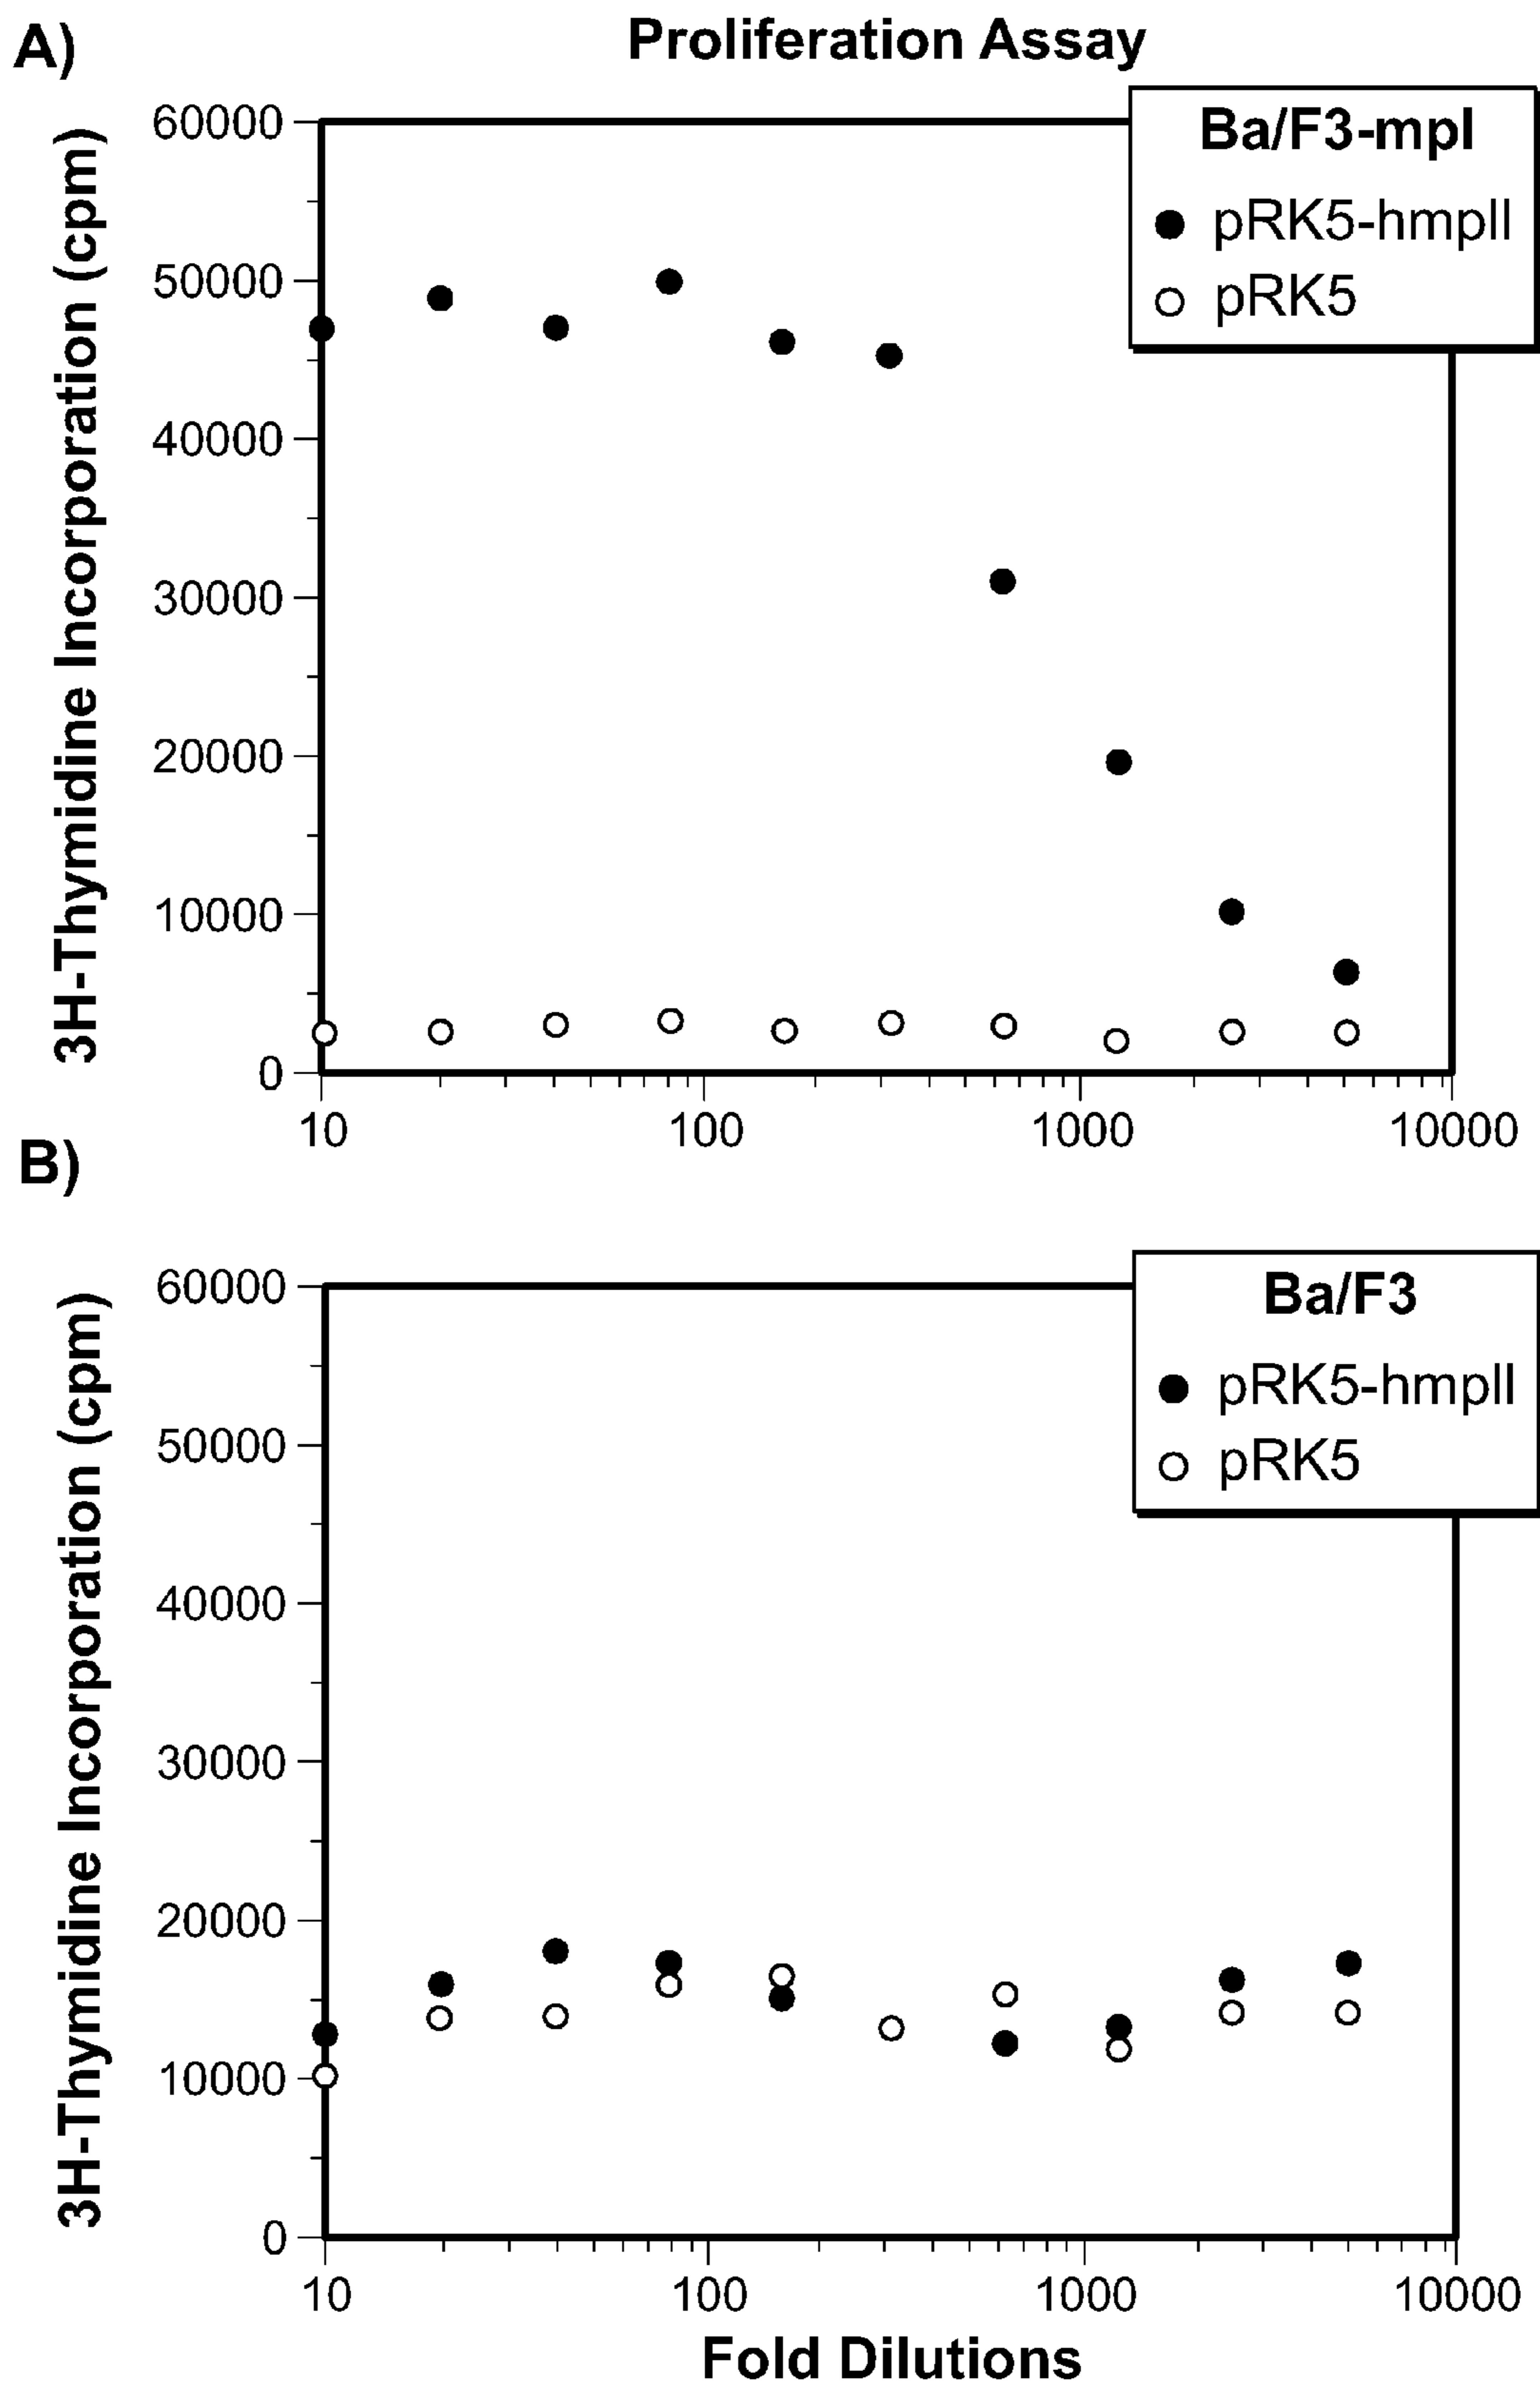 A)
Proliferation Assay
Ba/F3-mpl
pRK5-hmpll
pRK5
3H-Thymidine Incorporation (cpm)
60000
50000
40000
30000
20000
10000
0
10 100 1000 10000
B)
Ba/F3
pRK5-hmpll
pRK5
3H-Thymidine Incorporation (cpm)
60000
50000
40000
30000
20000
10000
0
10 100 1000 10000
Fold Dilutions